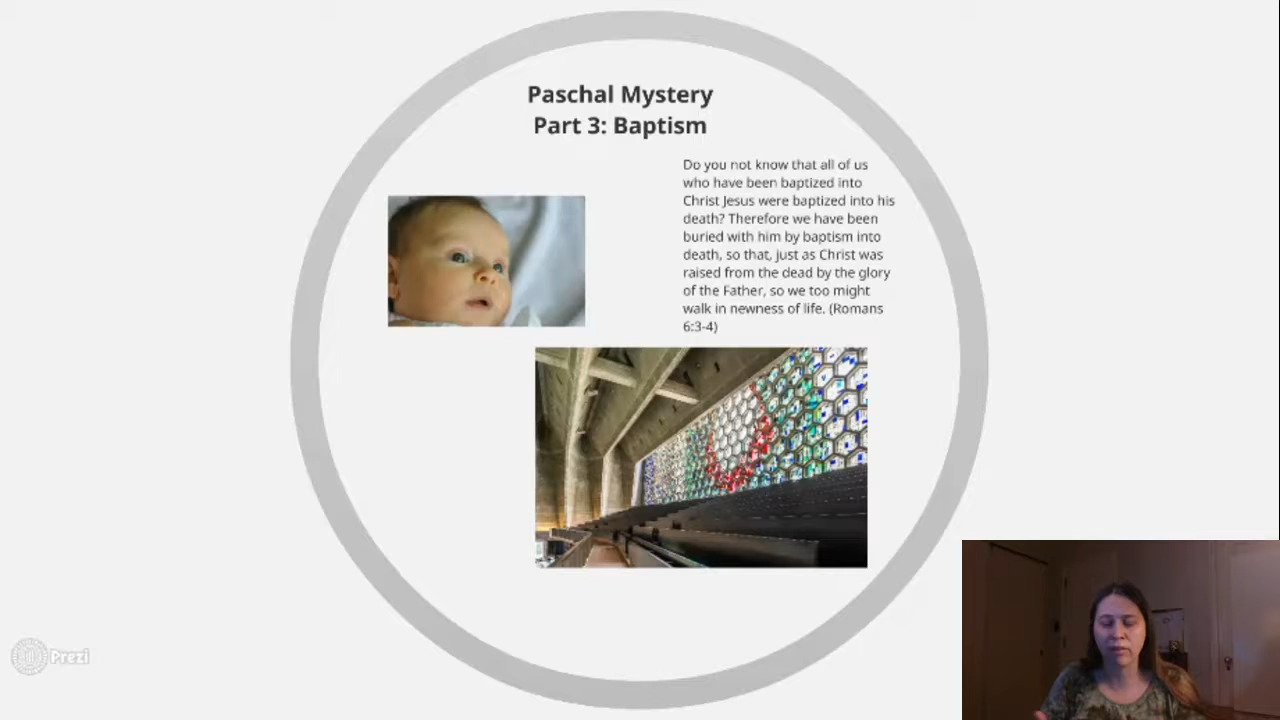 Paschal Mystery
Part 3: Baptism
Do you not know that all of us
who have been baptized into
Christ Jesus were baptized into his
death? Therefore we have been
buried with him by baptism into
death, so that, just as Christ was
raised from the dead by the glory
of the Father, so we too might
walk in newness of life. (Romans
6:3-4)
Prezi